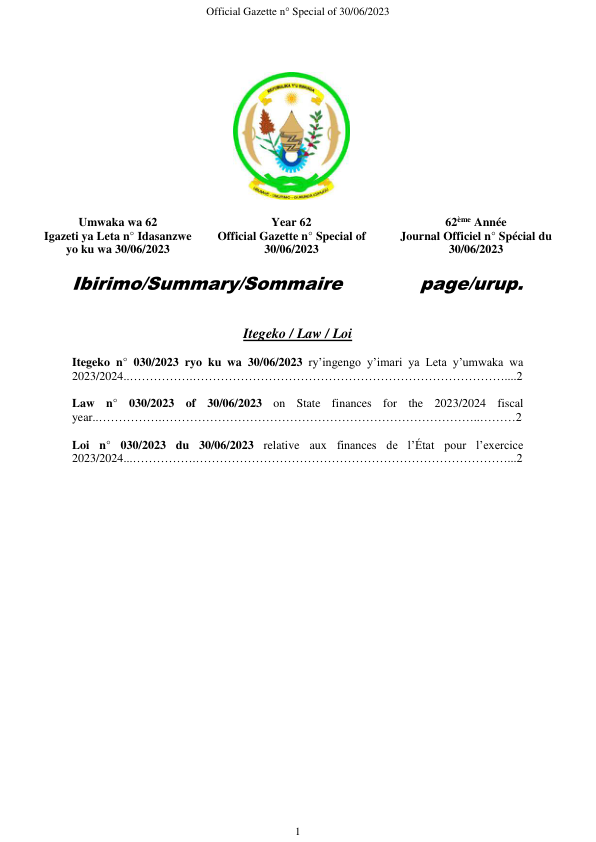 Official Gazette n° Special of 30/06/2023
REPUBULIKA Y'U RWANDA
UBUMWE - UMURIMO - GUKUNDA IGIHUGU
Umwaka wa 62
Igazeti ya Leta n° Idasanzwe
yo ku wa 30/06/2023
Year 62
Official Gazette n° Special of
30/06/2023
62ème Année
Journal Officiel n° Spécial du
30/06/2023
Ibirimo/Summary/Sommaire page/urup.
Itegeko / Law / Loi
Itegeko n° 030/2023 ryo ku wa 30/06/2023 ry’ingengo y’imari ya Leta y’umwaka wa
2023/2024..…………….…………………………………………………………………….....2
Law n° 030/2023 of 30/06/2023 on State finances for the 2023/2024 fiscal
year..……………..……………………………………………………………………..………2
Loi n° 030/2023 du 30/06/2023 relative aux finances de l’État pour l’exercice
2023/2024...…………….……………………………………………………………………...2
1